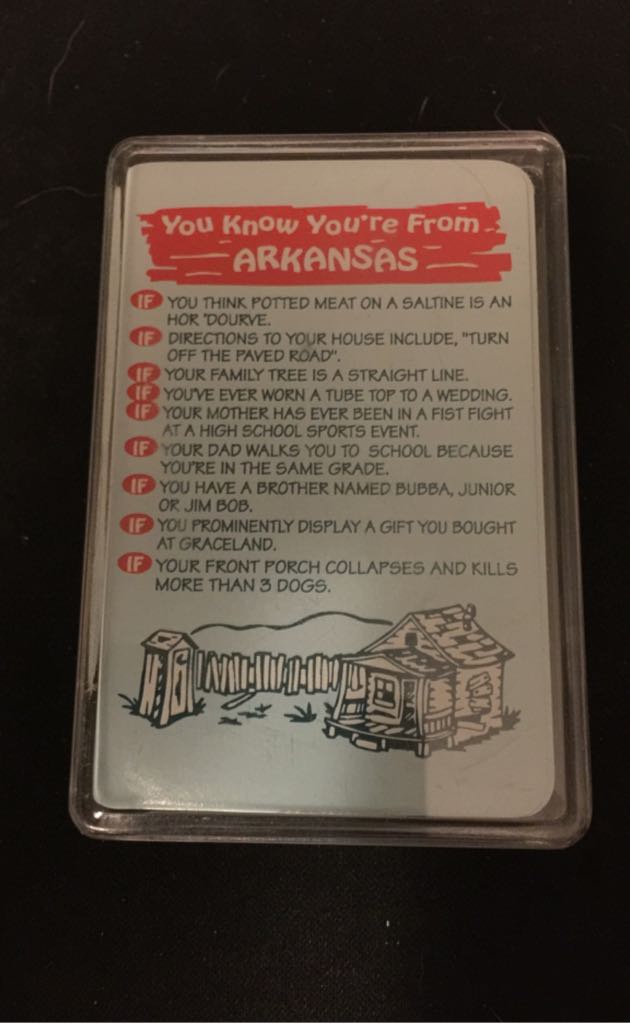 You Know You're From
ARKANSAS
IF YOU THINK POTTED MEAT ON A SALTINE IS AN
HOR 'DOURVE.
IF DIRECTIONS TO YOUR HOUSE INCLUDE, "TURN
OFF THE PAVED ROAD".
IF YOUR FAMILY TREE IS A STRAIGHT LINE.
IF YOU'VE EVER WORN A TUBE TOP TO A WEDDING.
IF YOUR MOTHER HAS EVER BEEN IN A FIST FIGHT
AT A HIGH SCHOOL SPORTS EVENT.
IF YOUR DAD WALKS YOU TO SCHOOL BECAUSE
YOU'RE IN THE SAME GRADE.
IF YOU HAVE A BROTHER NAMED BUBBA, JUNIOR
OR JIM BOB.
IF YOU PROMINENTLY DISPLAY A GIFT YOU BOUGHT
AT GRACELAND.
IF YOUR FRONT PORCH COLLAPSES AND KILLS
MORE THAN 3 DOGS.